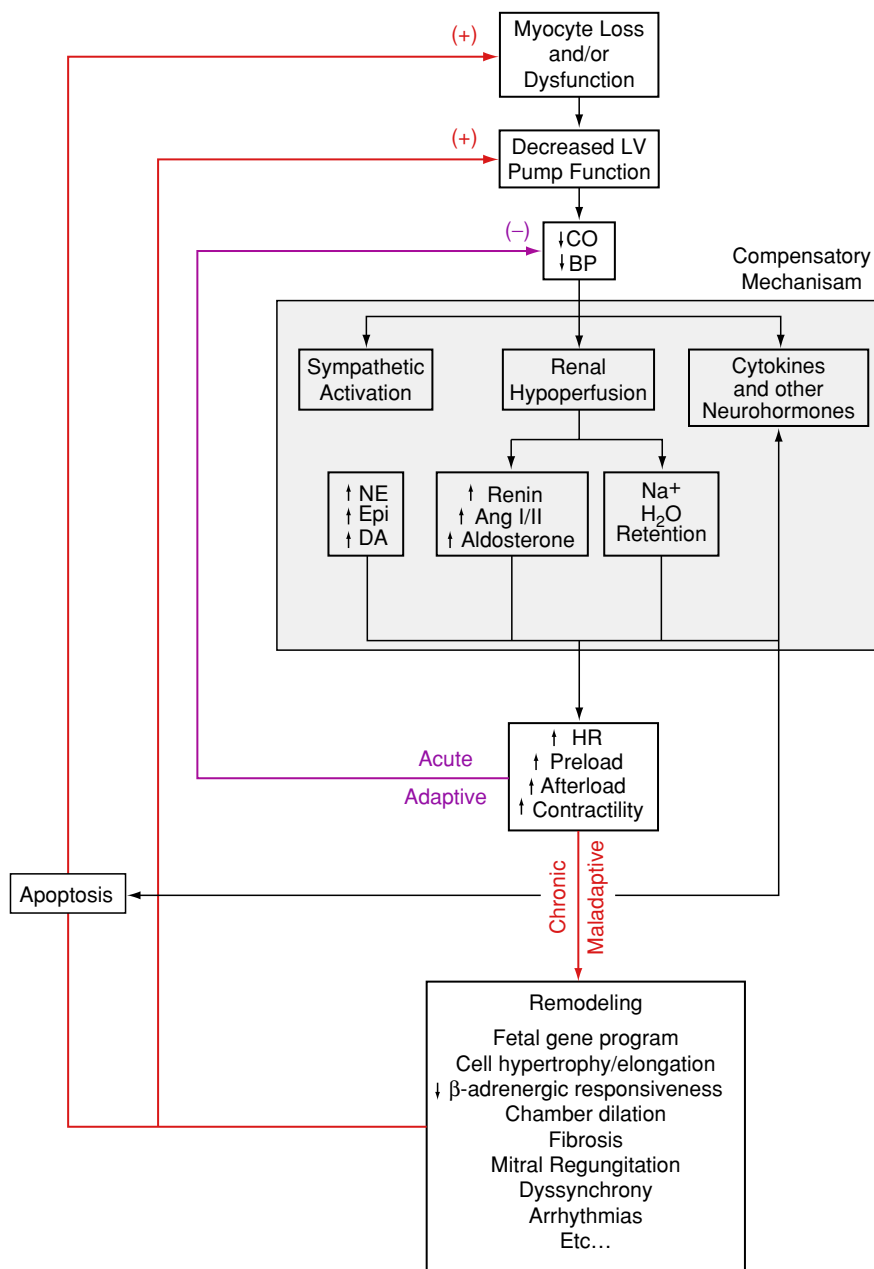 (+)
Myocyte Loss
and/or
Dysfunction
(+)
Decreased LV
Pump Function
(–)
↓CO
↓BP
Compensatory
Mechanisam
Sympathetic
Activation
Renal
Hypoperfusion
Cytokines
and other
Neurohormones
↑ NE
↑ Epi
↑ DA
↑ Renin
↑ Ang I/II
↑ Aldosterone
Na⁺
H₂O
Retention
Acute
Adaptive
↑ HR
↑ Preload
↑ Afterload
↑ Contractility
Chronic
Maladaptive
Apoptosis
Remodeling
Fetal gene program
Cell hypertrophy/elongation
↓ β-adrenergic responsiveness
Chamber dilation
Fibrosis
Mitral Regungitation
Dyssynchrony
Arrhythmias
Etc…